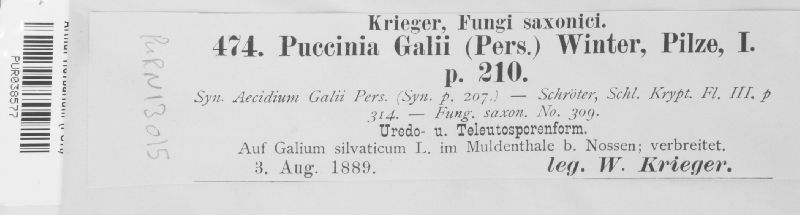 Krieger, Fungi saxonici.
474. Puccinia Galii (Pers.) Winter, Pilze, I.
p. 210.
Syn. Aecidium Galii Pers. (Syn. p. 207.) — Schröter, Schl. Krypt. Fl. III. p
314. — Fung. saxon. No. 309.
Uredo- u. Teleutosporenform.
Auf Galium silvaticum L. im Muldenthale b. Nossen; verbreitet.
3. Aug. 1889. leg. W. Krieger.
PUR038577
PurN13015